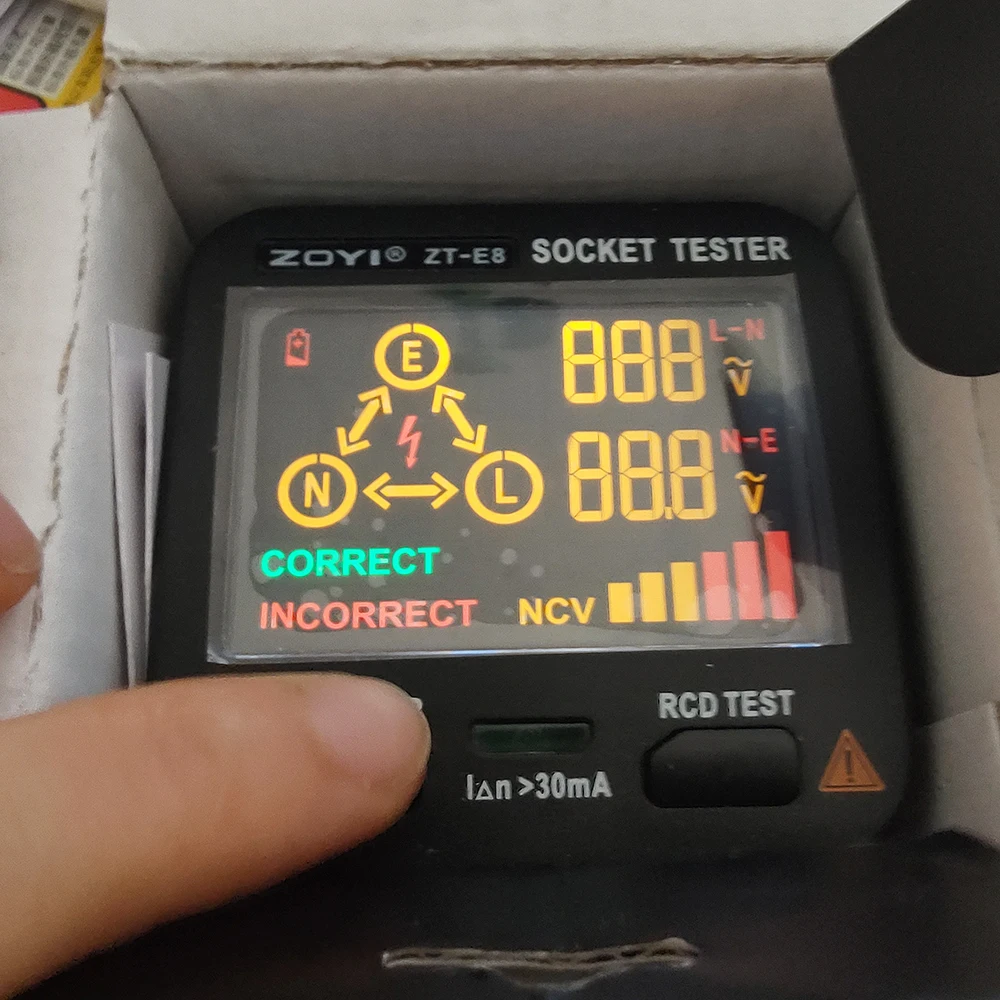 ZOYI® ZT-E8 SOCKET TESTER
E
N
L
888 L-N
Ṽ
88.8 N-E
Ṽ
CORRECT
INCORRECT
NCV
RCD TEST
I△n >30mA
!